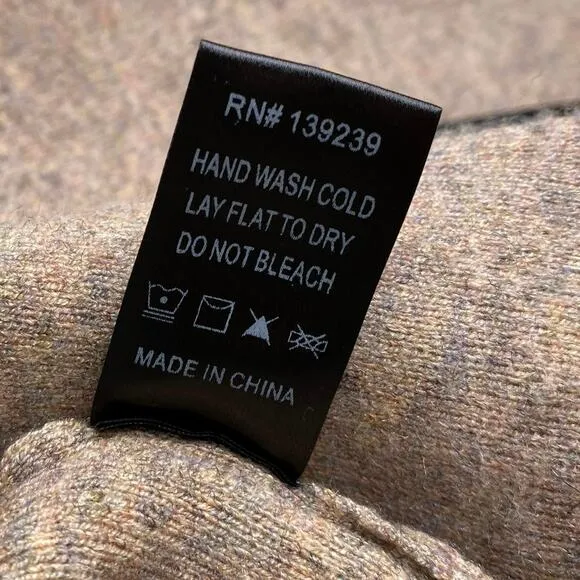 RN# 139239
HAND WASH COLD
LAY FLAT TO DRY
DO NOT BLEACH
MADE IN CHINA